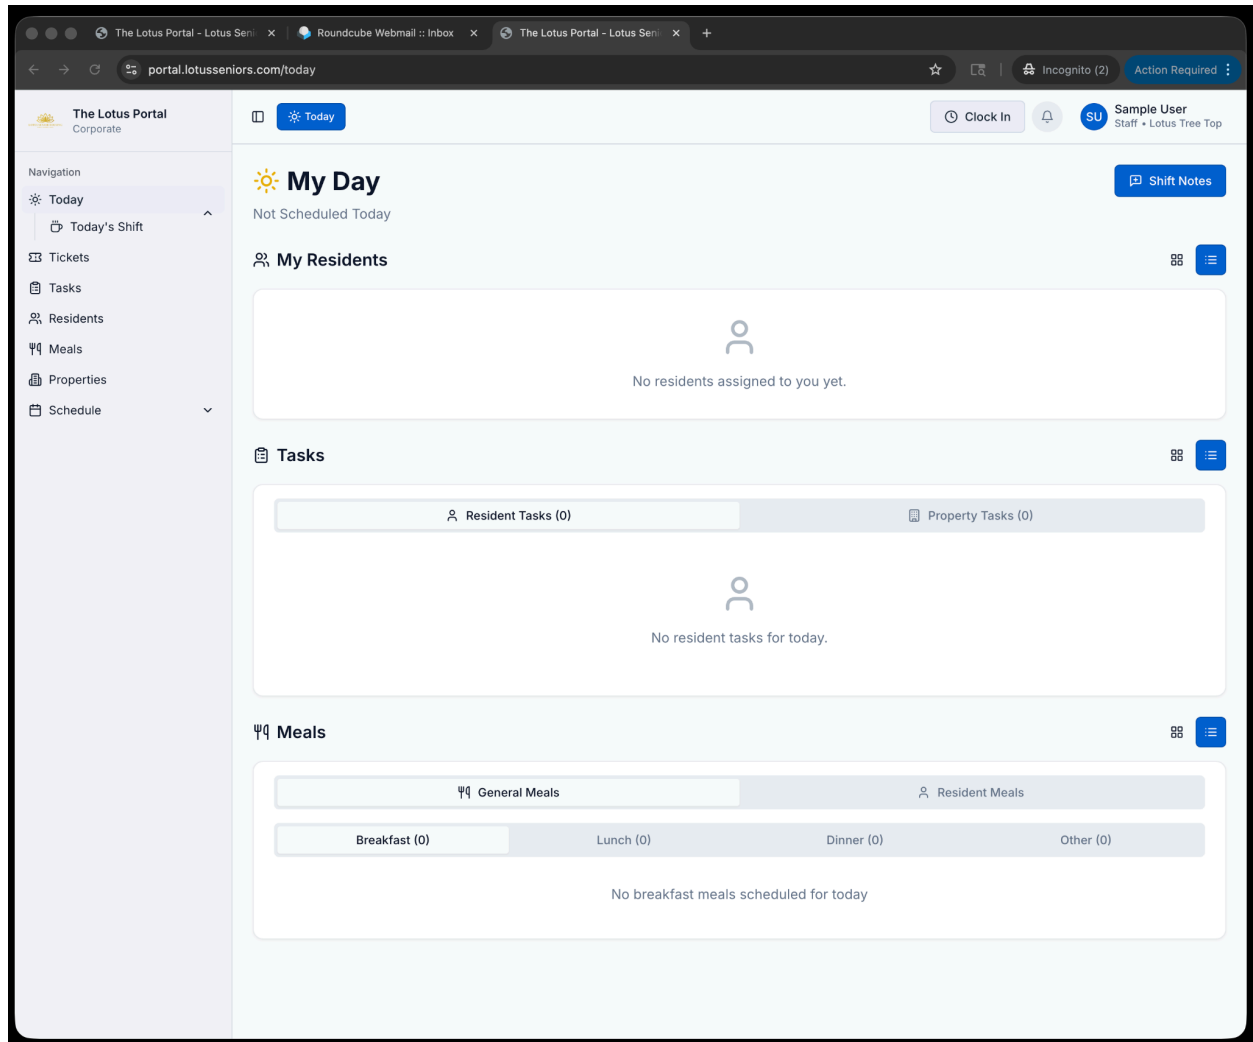 The Lotus Portal - Lotus Seni
Roundcube Webmail :: Inbox
The Lotus Portal - Lotus Seni
portal.lotusseniors.com/today
Incognito (2)
Action Required
The Lotus Portal
Corporate
Today
Clock In
SU
Sample User
Staff • Lotus Tree Top
Navigation
Today
Today's Shift
Tickets
Tasks
Residents
Meals
Properties
Schedule
My Day
Shift Notes
Not Scheduled Today
My Residents
No residents assigned to you yet.
Tasks
Resident Tasks (0)
Property Tasks (0)
No resident tasks for today.
Meals
General Meals
Resident Meals
Breakfast (0)
Lunch (0)
Dinner (0)
Other (0)
No breakfast meals scheduled for today